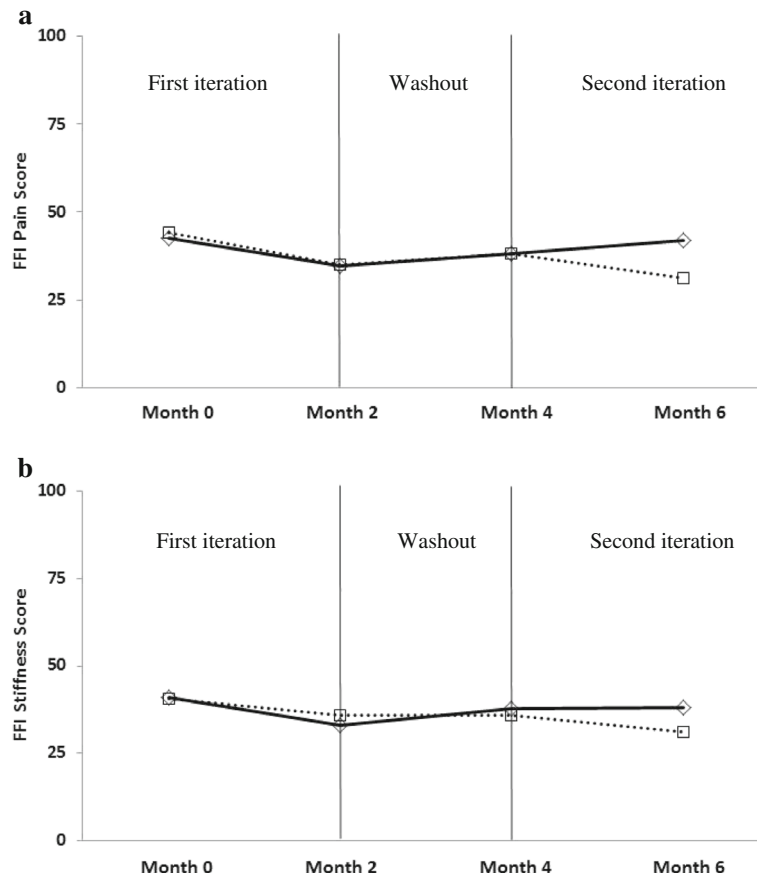 a
100
75
50
25
0
FFI Pain Score
First iteration
Washout
Second iteration
Month 0
Month 2
Month 4
Month 6
b
100
75
50
25
0
FFI Stiffness Score
First iteration
Washout
Second iteration
Month 0
Month 2
Month 4
Month 6